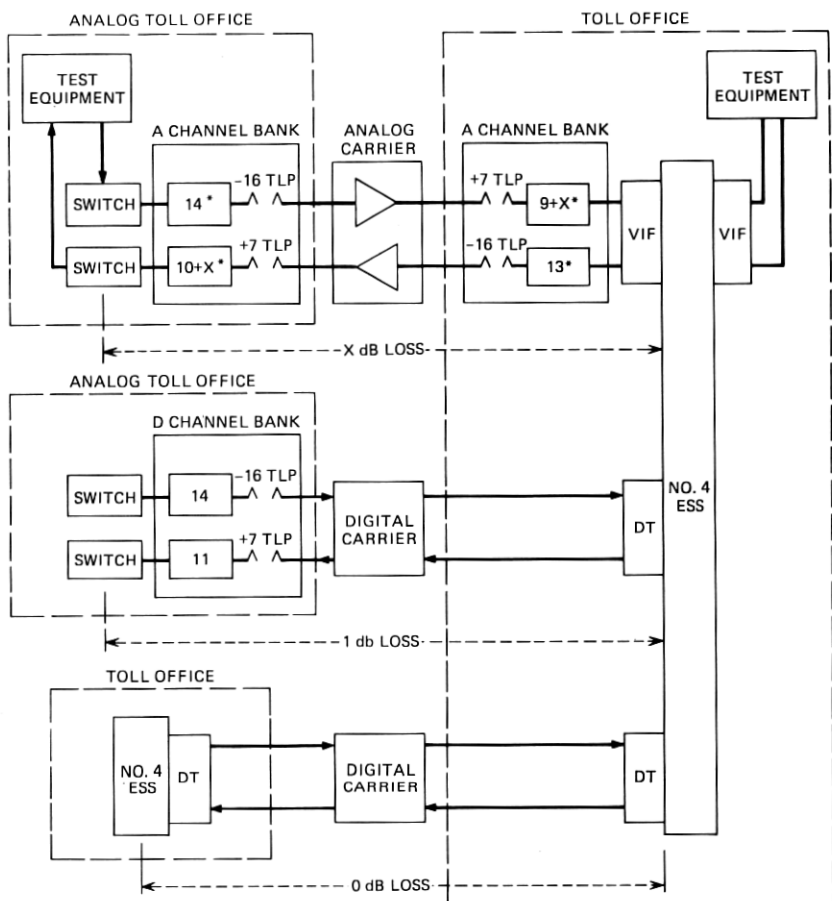 ANALOG TOLL OFFICE
TOLL OFFICE
TEST EQUIPMENT
TEST EQUIPMENT
A CHANNEL BANK
ANALOG CARRIER
A CHANNEL BANK
SWITCH
14*
-16 TLP
+7 TLP
9+X*
VIF
VIF
SWITCH
10+X*
+7 TLP
-16 TLP
13*
X dB LOSS
ANALOG TOLL OFFICE
D CHANNEL BANK
SWITCH
14
-16 TLP
DIGITAL CARRIER
DT
NO. 4 ESS
SWITCH
11
+7 TLP
1 db LOSS
TOLL OFFICE
NO. 4 ESS
DT
DIGITAL CARRIER
DT
0 dB LOSS